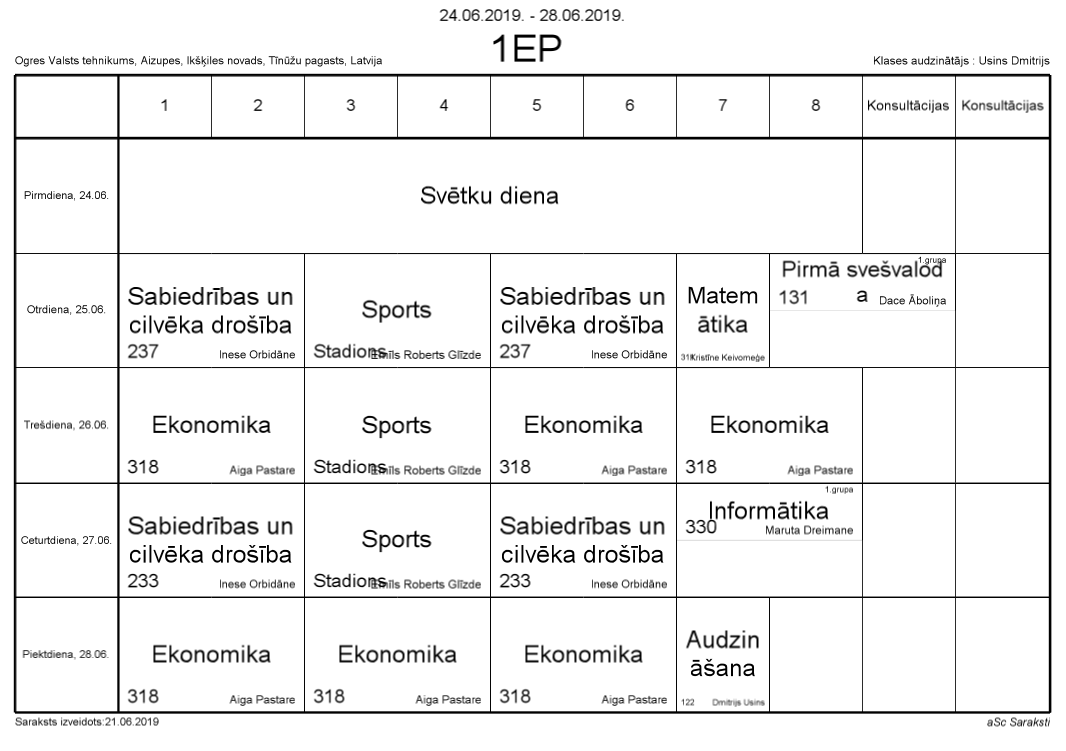 24.06.2019. - 28.06.2019.
1EP
Ogres Valsts tehnikums, Aizupes, Ikšķiles novads, Tīnūžu pagasts, Latvija
Klases audzinātājs : Usins Dmitrijs
1 2 3 4 5 6 7 8 Konsultācijas Konsultācijas
Pirmdiena, 24.06.
Svētku diena
Otrdiena, 25.06.
Sabiedrības un
cilvēka drošība
237 Inese Orbidāne
Sports
Stadions Emīls Roberts Glīzde
Sabiedrības un
cilvēka drošība
237 Inese Orbidāne
Matem
ātika
Kristīne Keivomeģe
1.grupa
Pirmā svešvalod
a
131 Dace Āboliņa
Trešdiena, 26.06.
Ekonomika
318 Aiga Pastare
Sports
Stadions Emīls Roberts Glīzde
Ekonomika
318 Aiga Pastare
Ekonomika
318 Aiga Pastare
Ceturtdiena, 27.06.
Sabiedrības un
cilvēka drošība
233 Inese Orbidāne
Sports
Stadions Emīls Roberts Glīzde
Sabiedrības un
cilvēka drošība
233 Inese Orbidāne
1.grupa
Informātika
330 Maruta Dreimane
Piektdiena, 28.06.
Ekonomika
318 Aiga Pastare
Ekonomika
318 Aiga Pastare
Ekonomika
318 Aiga Pastare
Audzin
āšana
122 Dmitrijs Usins
Saraksts izveidots:21.06.2019
aSc Saraksti